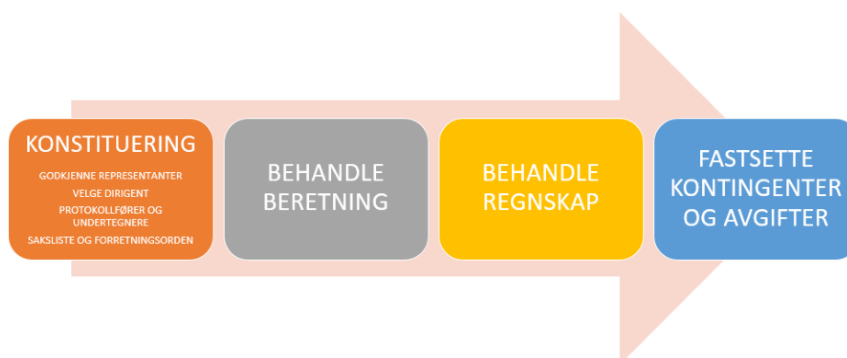 KONSTITUERING
GODKJENNE REPRESENTANTER
VELGE DIRIGENT
PROTOKOLLFØRER OG
UNDERTEGNERE
SAKSLISTE OG FORRETNINGSORDEN
BEHANDLE
BERETNING
BEHANDLE
REGNSKAP
FASTSETTE
KONTINGENTER
OG AVGIFTER